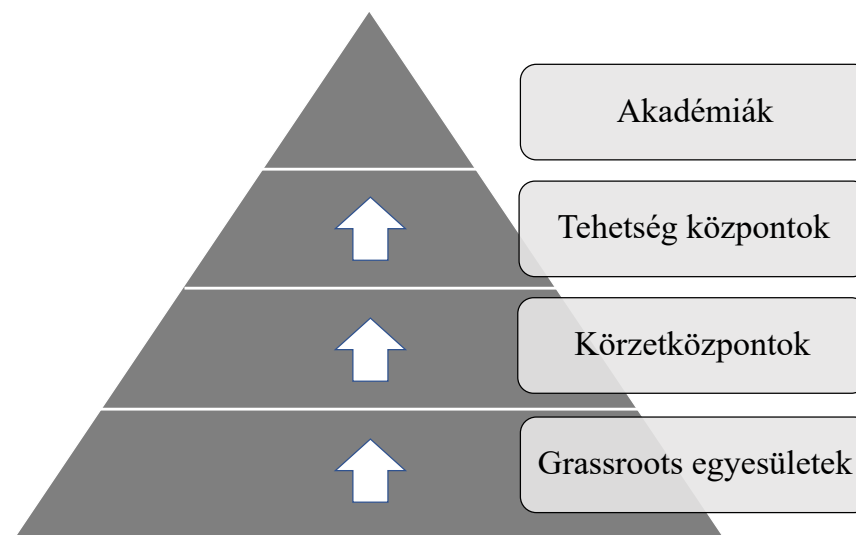 Akadémiák
Tehetség központok
Körzetközpontok
Grassroots egyesületek